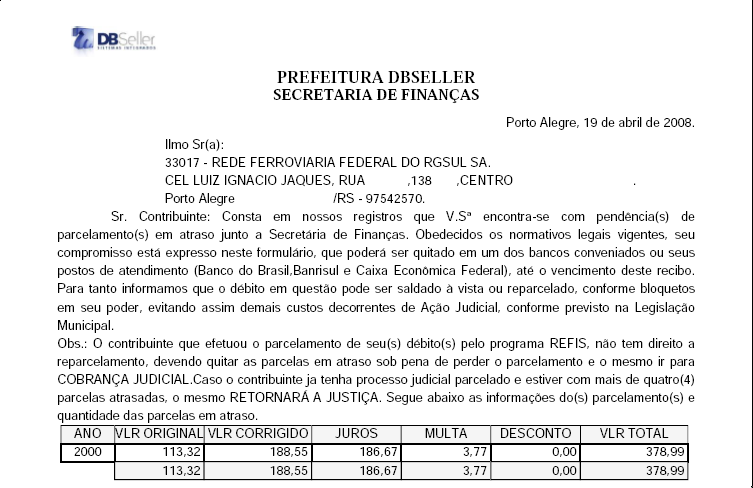 DBSeller
SISTEMAS INTEGRADOS
PREFEITURA DBSELLER
SECRETARIA DE FINANÇAS
Porto Alegre, 19 de abril de 2008.
Ilmo Sr(a):
33017 - REDE FERROVIARIA FEDERAL DO RGSUL SA.
CEL LUIZ IGNACIO JAQUES, RUA ,138 ,CENTRO .
Porto Alegre /RS - 97542570.
Sr. Contribuinte: Consta em nossos registros que V.Sª encontra-se com pendência(s) de
parcelamento(s) em atraso junto a Secretária de Finanças. Obedecidos os normativos legais vigentes, seu
compromisso está expresso neste formulário, que poderá ser quitado em um dos bancos conveniados ou seus
postos de atendimento (Banco do Brasil,Banrisul e Caixa Econômica Federal), até o vencimento deste recibo.
Para tanto informamos que o débito em questão pode ser saldado à vista ou reparcelado, conforme bloquetos
em seu poder, evitando assim demais custos decorrentes de Ação Judicial, conforme previsto na Legislação
Municipal.
Obs.: O contribuinte que efetuou o parcelamento de seu(s) débito(s) pelo programa REFIS, não tem direito a
reparcelamento, devendo quitar as parcelas em atraso sob pena de perder o parcelamento e o mesmo ir para
COBRANÇA JUDICIAL.Caso o contribuinte ja tenha processo judicial parcelado e estiver com mais de quatro(4)
parcelas atrasadas, o mesmo RETORNARÁ A JUSTIÇA. Segue abaixo as informações do(s) parcelamento(s) e
quantidade das parcelas em atraso.
ANO VLR ORIGINAL VLR CORRIGIDO JUROS MULTA DESCONTO VLR TOTAL
2000 113,32 188,55 186,67 3,77 0,00 378,99
113,32 188,55 186,67 3,77 0,00 378,99